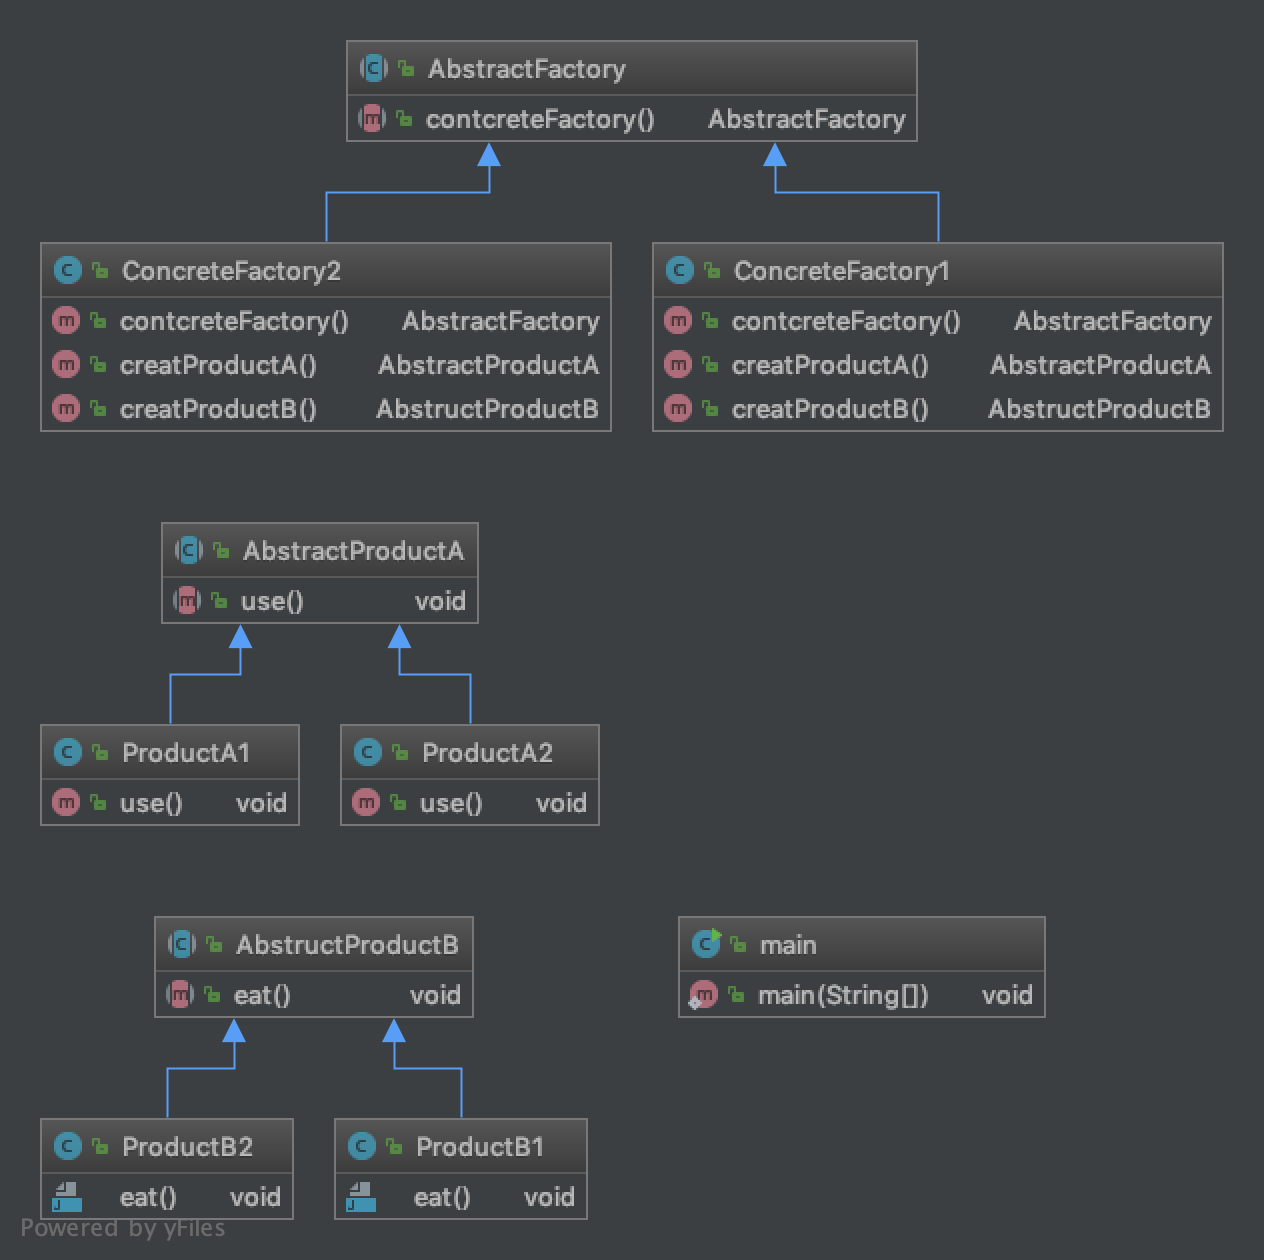 AbstractFactory
contcreteFactory() AbstractFactory
ConcreteFactory2
contcreteFactory() AbstractFactory
creatProductA() AbstractProductA
creatProductB() AbstructProductB
ConcreteFactory1
contcreteFactory() AbstractFactory
creatProductA() AbstractProductA
creatProductB() AbstructProductB
AbstractProductA
use() void
ProductA1
use() void
ProductA2
use() void
AbstructProductB
eat() void
main
main(String[]) void
ProductB2
eat() void
ProductB1
eat() void
Powered by yFiles